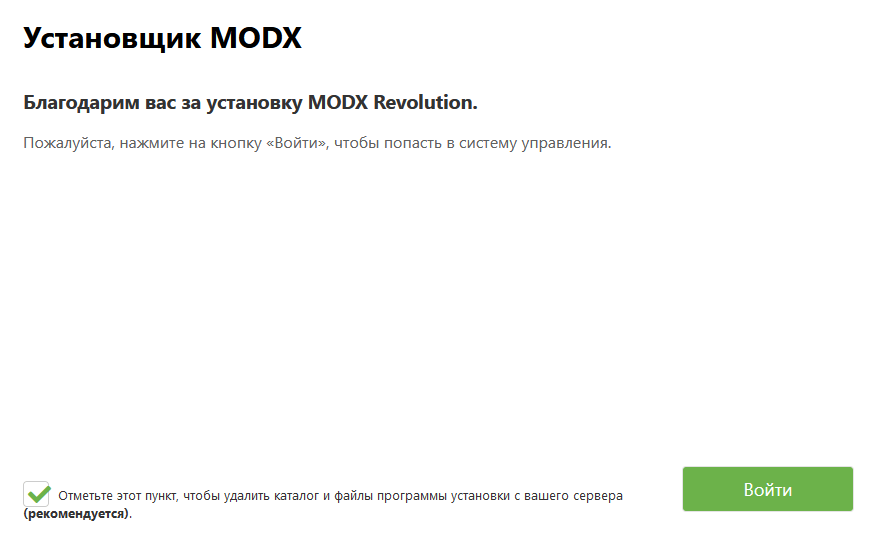 Установщик MODX
Благодарим вас за установку MODX Revolution.
Пожалуйста, нажмите на кнопку «Войти», чтобы попасть в систему управления.
Отметьте этот пункт, чтобы удалить каталог и файлы программы установки с вашего сервера
(рекомендуется).
Войти